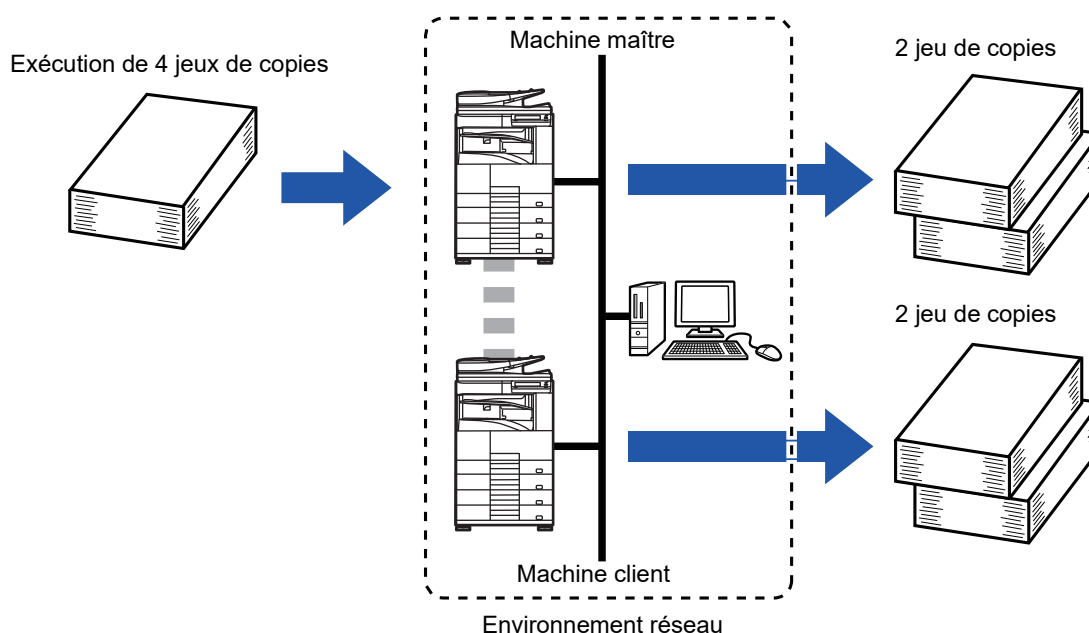 Machine maître
2 jeu de copies
Exécution de 4 jeux de copies
2 jeu de copies
Machine client
Environnement réseau